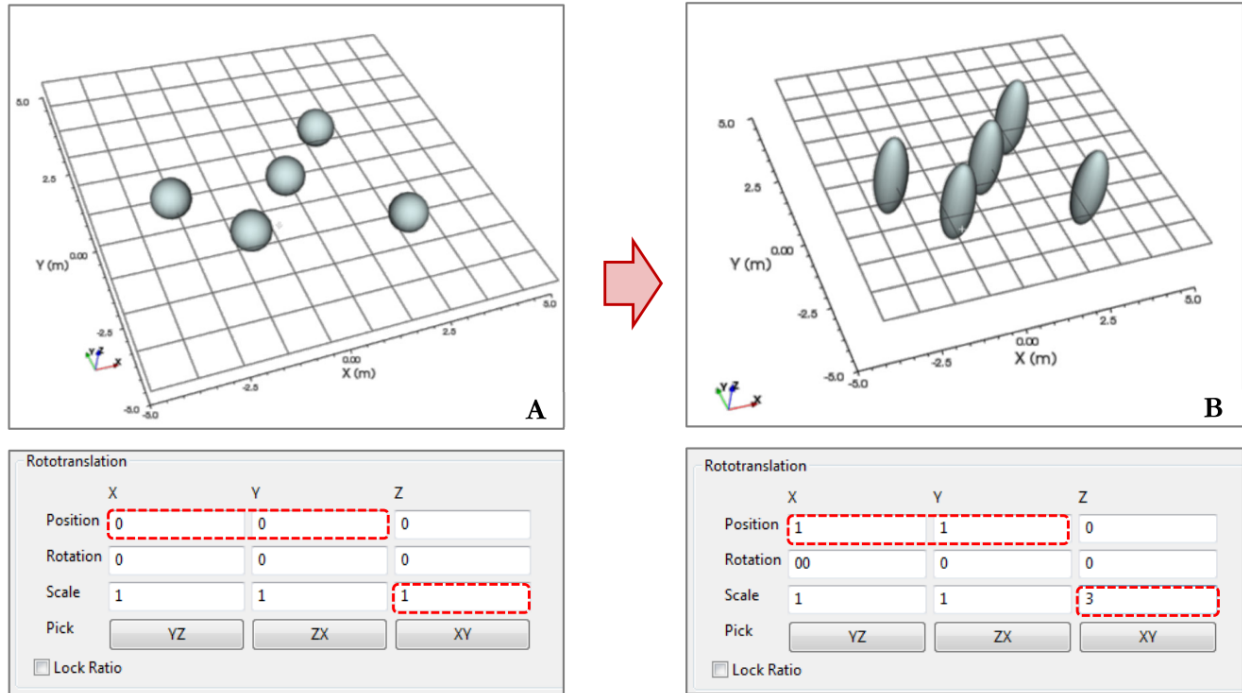 5.0
2.5
Y (m)
0.00
-2.5
-5.0
-5.0
-2.5
0.00
X (m)
2.5
5.0
Y Z X
A
5.0
2.5
Y (m)
0.00
-2.5
-5.0
-5.0
-2.5
0.00
X (m)
2.5
5.0
Y Z X
B
Rototranslation
X Y Z
Position 0 0 0
Rotation 0 0 0
Scale 1 1 1
Pick YZ ZX XY
Lock Ratio
Rototranslation
X Y Z
Position 1 1 0
Rotation 00 0 0
Scale 1 1 3
Pick YZ ZX XY
Lock Ratio